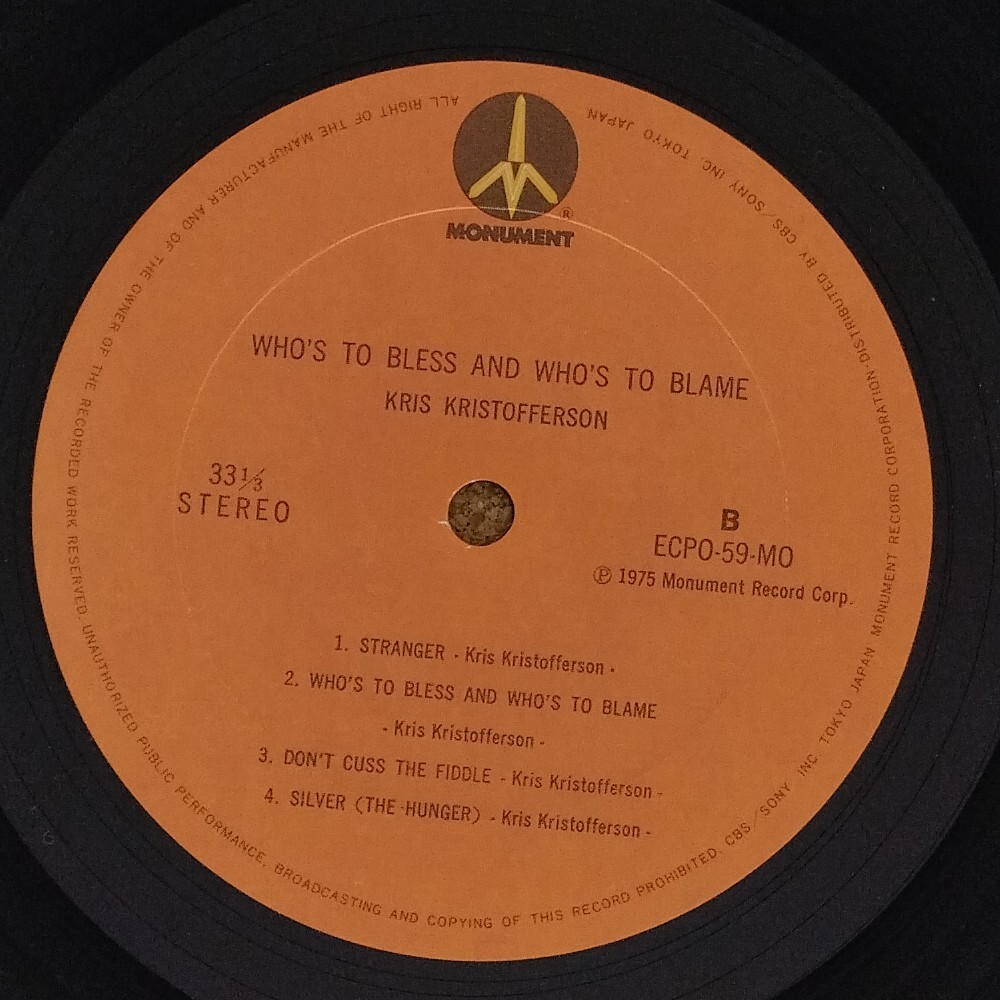 MONUMENT
®
WHO'S TO BLESS AND WHO'S TO BLAME
KRIS KRISTOFFERSON
33⅓
STEREO
B
ECPO-59-MO
℗ 1975 Monument Record Corp.
1. STRANGER - Kris Kristofferson -
2. WHO'S TO BLESS AND WHO'S TO BLAME
- Kris Kristofferson -
3. DON'T CUSS THE FIDDLE - Kris Kristofferson -
4. SILVER (THE HUNGER) - Kris Kristofferson -
ALL RIGHT OF THE MANUFACTURER AND OF THE OWNER OF THE RECORDED WORK RESERVED. UNAUTHORIZED PUBLIC PERFORMANCE, BROADCASTING AND COPYING OF THIS RECORD PROHIBITED. CBS/SONY INC. TOKYO JAPAN MONUMENT RECORD CORPORATION-DISTRIBUTED BY CBS/SONY INC. TOKYO JAPAN